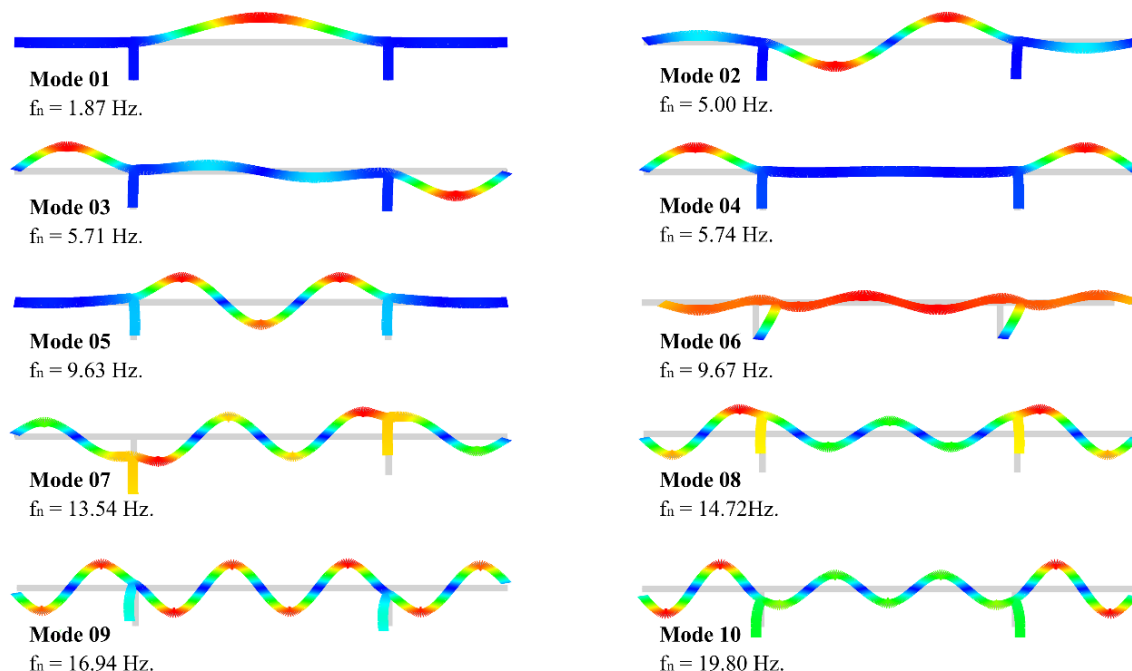 Mode 01
fn = 1.87 Hz.
Mode 02
fn = 5.00 Hz.
Mode 03
fn = 5.71 Hz.
Mode 04
fn = 5.74 Hz.
Mode 05
fn = 9.63 Hz.
Mode 06
fn = 9.67 Hz.
Mode 07
fn = 13.54 Hz.
Mode 08
fn = 14.72Hz.
Mode 09
fn = 16.94 Hz.
Mode 10
fn = 19.80 Hz.